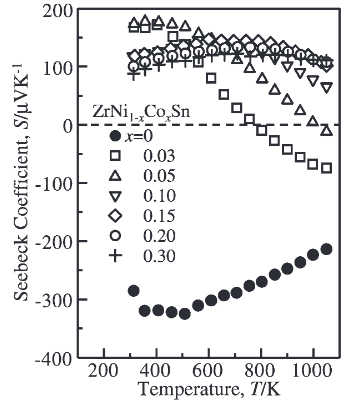 200
100
0
-100
-200
-300
-400
Seebeck Coefficient, S/μVK⁻¹
ZrNi₁₋ₓCoₓSn
x=0
0.03
0.05
0.10
0.15
0.20
0.30
200 400 600 800 1000
Temperature, T/K